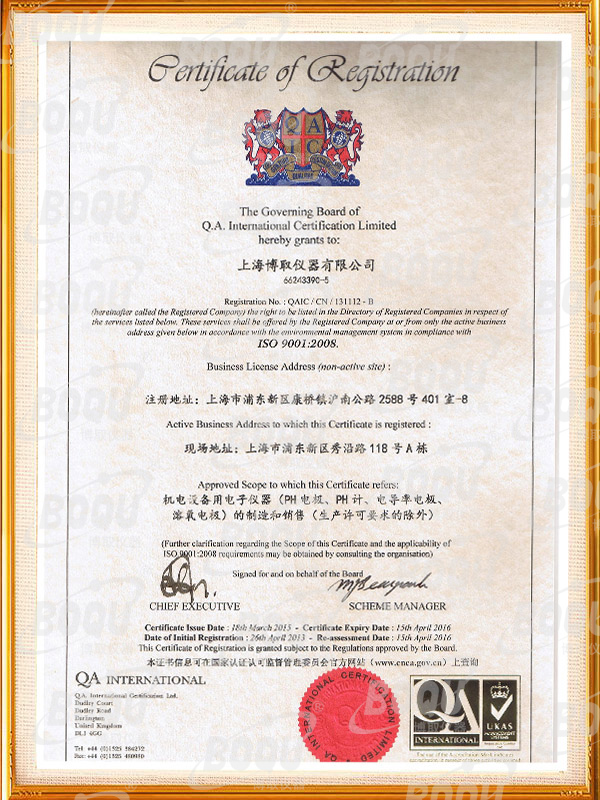 Certificate of Registration
QA
IC
The Governing Board of
Q.A. International Certification Limited
hereby grants to:
上海博取仪器有限公司
66243390-5
Registration No. : QAIC / CN / 131112 - B
(hereinafter called the Registered Company) the right to be listed in the Directory of Registered Companies in respect of
the services listed below. These services shall be offered by the Registered Company at or from only the active business
address given below in accordance with the environmental management system in compliance with
ISO 9001:2008.
Business License Address (non-active site) :
注册地址：上海市浦东新区康桥镇沪南公路 2588 号 401 室-8
Active Business Address to which this Certificate is registered :
现场地址：上海市浦东新区秀沿路 118 号 A 栋
Approved Scope to which this Certificate refers:
机电设备用电子仪器（PH 电极、PH 计、电导率电极、
溶氧电极）的制造和销售（生产许可要求的除外）
(Further clarification regarding the Scope of this Certificate and the applicability of
ISO 9001:2008 requirements may be obtained by consulting the organisation)
Signed for and on behalf of the Board
CHIEF EXECUTIVE SCHEME MANAGER
Certificate Issue Date : 18th March 2015 - Certificate Expiry Date : 15th April 2016
Date of Initial Registration : 26th April 2013 - Re-assessment Date : 15th April 2016
This Certificate of Registration is granted subject to the Regulations approved by the Board.
本证书信息可在国家认证认可监督管理委员会官方网站（www.cnca.gov.cn）上查询
QA INTERNATIONAL
Q.A. International Certification Ltd.
Dudley Court
Dudley Road
Darlington
United Kingdom
DL1 4GG
QA INTERNATIONAL CERTIFICATION LIMITED
QA
INTERNATIONAL
UKAS
MANAGEMENT
SYSTEMS
BOQU